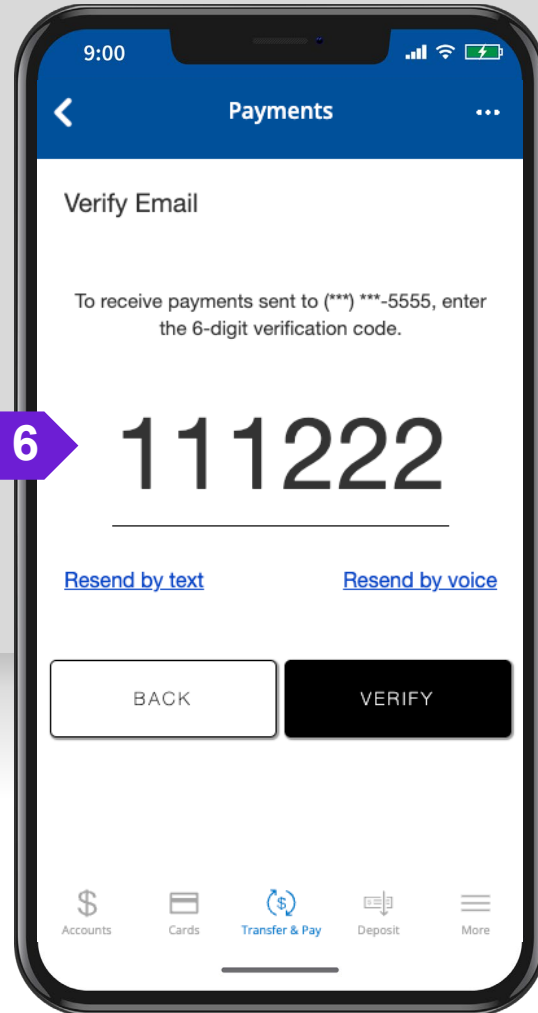 9:00
Payments
Verify Email
To receive payments sent to (***) ***-5555, enter
the 6-digit verification code.
6
111222
Resend by text Resend by voice
BACK VERIFY
Accounts Cards Transfer & Pay Deposit More